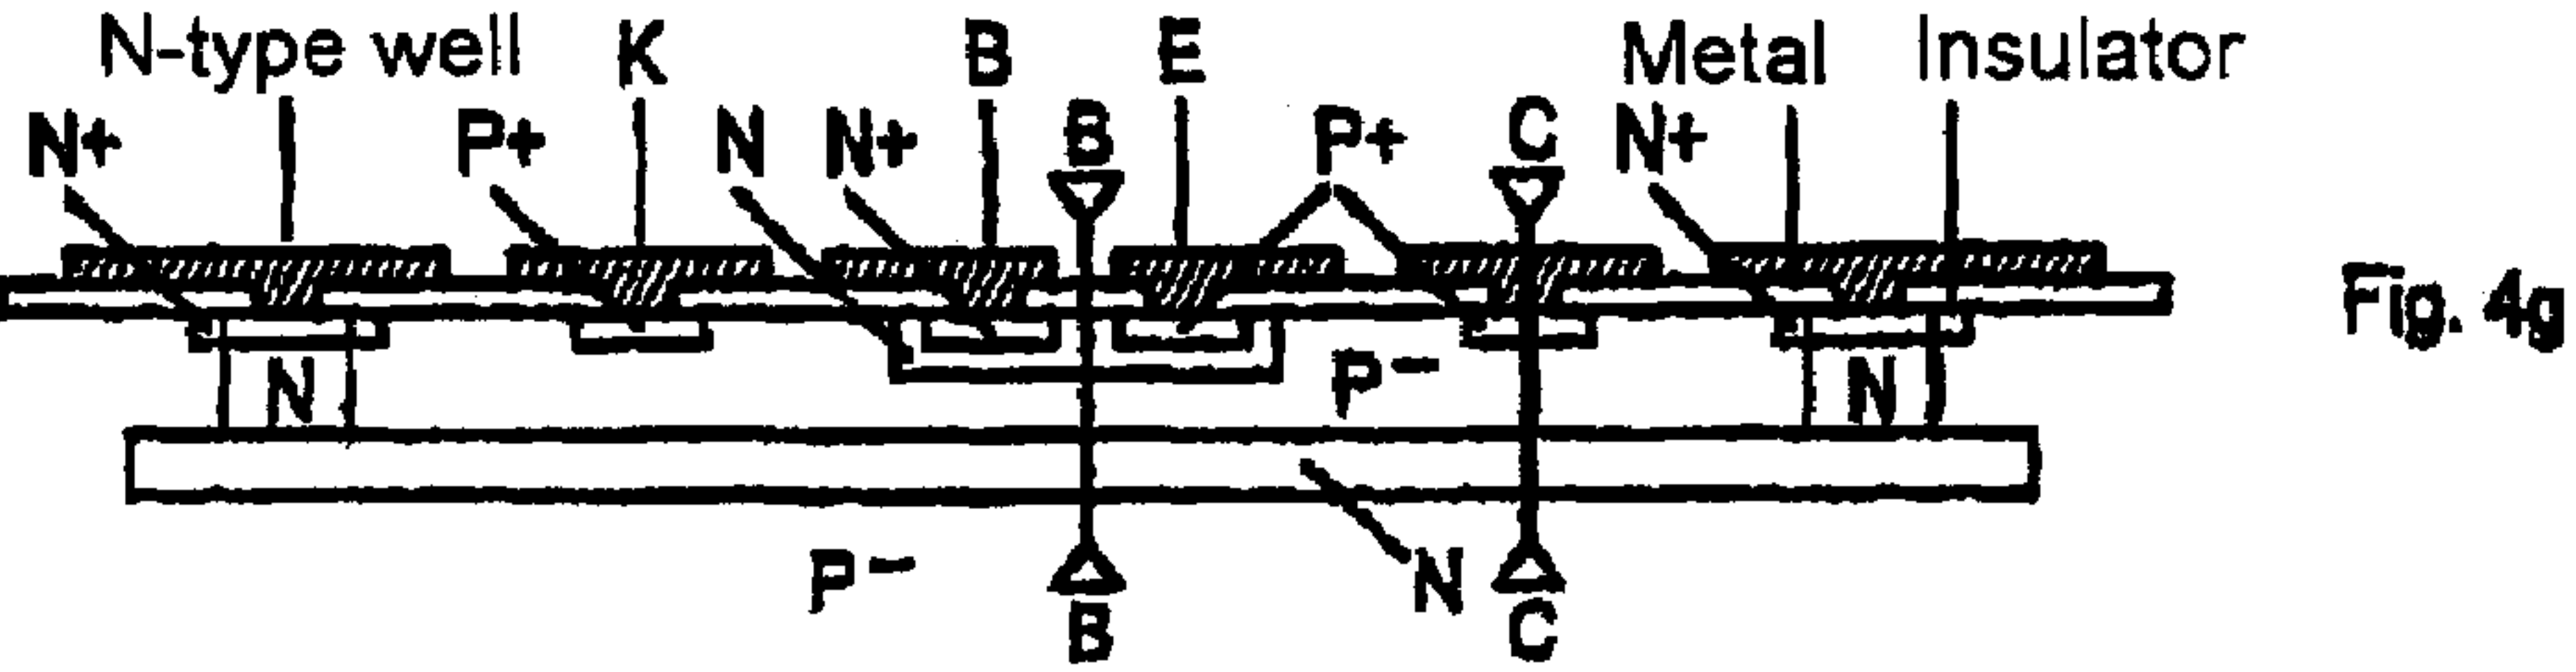 N-type well K B E Metal Insulator
N+ P+ N N+ B P+ C N+
Fig. 4g
N P− N
P− N
B C